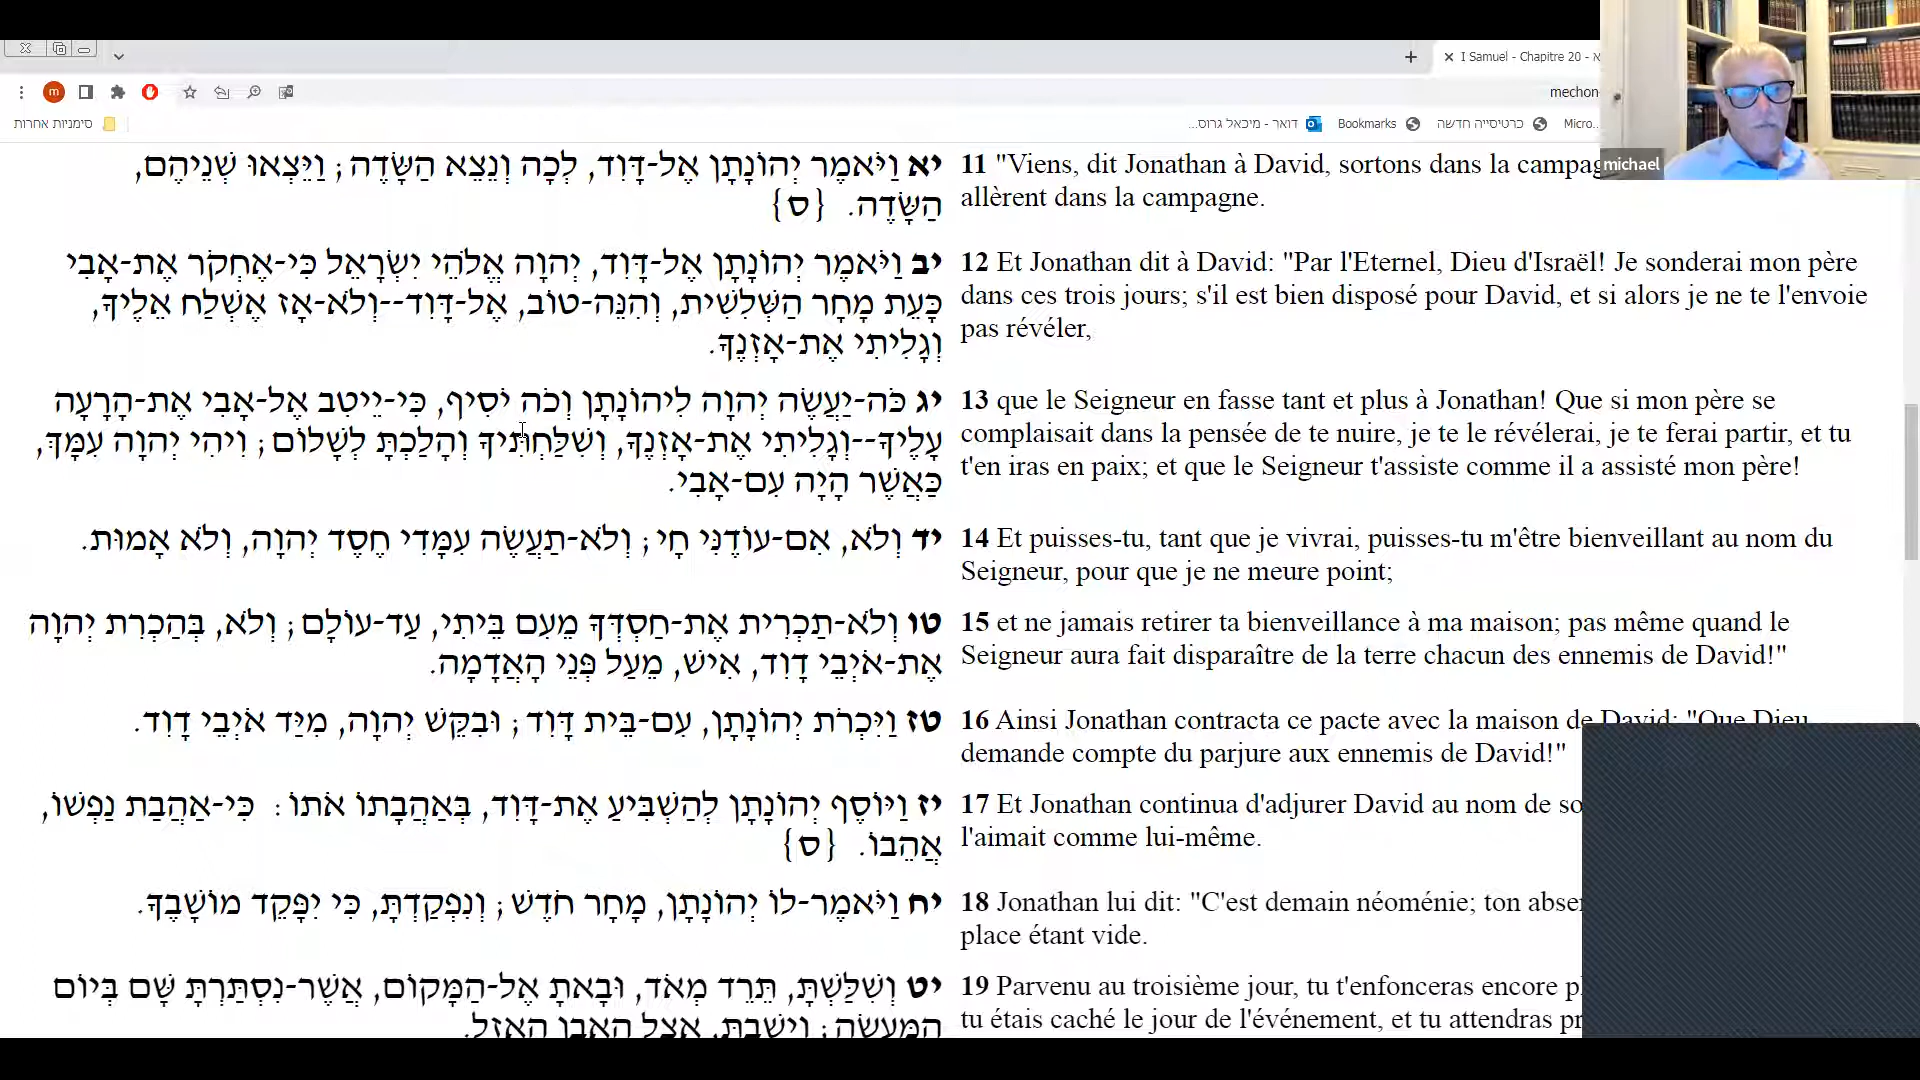 I Samuel - Chapitre 20 - א
m
mechon-
סימניות אחרות
דואר - מיכאל גרוס...
Bookmarks
כרטיסייה חדשה
Micro...
michael
יא וַיֹּאמֶר יְהוֹנָתָן אֶל-דָּוִד, לְכָה וְנֵצֵא הַשָּׂדֶה; וַיֵּצְאוּ שְׁנֵיהֶם,
הַשָּׂדֶה. {ס}
11 "Viens, dit Jonathan à David, sortons dans la campag
allèrent dans la campagne.
יב וַיֹּאמֶר יְהוֹנָתָן אֶל-דָּוִד, יְהוָה אֱלֹהֵי יִשְׂרָאֵל כִּי-אֶחְקֹר אֶת-אָבִי
כָּעֵת מָחָר הַשְּׁלִשִׁית, וְהִנֵּה-טוֹב, אֶל-דָּוִד--וְלֹא-אָז אֶשְׁלַח אֵלֶיךָ,
וְגָלִיתִי אֶת-אָזְנֶךָ.
12 Et Jonathan dit à David: "Par l'Eternel, Dieu d'Israël! Je sonderai mon père
dans ces trois jours; s'il est bien disposé pour David, et si alors je ne te l'envoie
pas révéler,
יג כֹּה-יַעֲשֶׂה יְהוָה לִיהוֹנָתָן וְכֹה יֹסִיף, כִּי-יֵיטִב אֶל-אָבִי אֶת-הָרָעָה
עָלֶיךָ--וְגָלִיתִי אֶת-אָזְנֶךָ, וְשִׁלַּחְתִּיךָ וְהָלַכְתָּ לְשָׁלוֹם; וִיהִי יְהוָה עִמָּךְ,
כַּאֲשֶׁר הָיָה עִם-אָבִי.
13 que le Seigneur en fasse tant et plus à Jonathan! Que si mon père se
complaisait dans la pensée de te nuire, je te le révélerai, je te ferai partir, et tu
t'en iras en paix; et que le Seigneur t'assiste comme il a assisté mon père!
יד וְלֹא, אִם-עוֹדֶנִּי חָי; וְלֹא-תַעֲשֶׂה עִמָּדִי חֶסֶד יְהוָה, וְלֹא אָמוּת.
14 Et puisses-tu, tant que je vivrai, puisses-tu m'être bienveillant au nom du
Seigneur, pour que je ne meure point;
טו וְלֹא-תַכְרִית אֶת-חַסְדְּךָ מֵעִם בֵּיתִי, עַד-עוֹלָם; וְלֹא, בְּהַכְרִת יְהוָה
אֶת-אֹיְבֵי דָוִד, אִישׁ, מֵעַל פְּנֵי הָאֲדָמָה.
15 et ne jamais retirer ta bienveillance à ma maison; pas même quand le
Seigneur aura fait disparaître de la terre chacun des ennemis de David!"
טז וַיִּכְרֹת יְהוֹנָתָן, עִם-בֵּית דָּוִד; וּבִקֵּשׁ יְהוָה, מִיַּד אֹיְבֵי דָוִד.
16 Ainsi Jonathan contracta ce pacte avec la maison de David: "Que Dieu
demande compte du parjure aux ennemis de David!"
יז וַיּוֹסֶף יְהוֹנָתָן לְהַשְׁבִּיעַ אֶת-דָּוִד, בְּאַהֲבָתוֹ אֹתוֹ: כִּי-אַהֲבַת נַפְשׁוֹ,
אֲהֵבוֹ. {ס}
17 Et Jonathan continua d'adjurer David au nom de so
l'aimait comme lui-même.
יח וַיֹּאמֶר-לוֹ יְהוֹנָתָן, מָחָר חֹדֶשׁ; וְנִפְקַדְתָּ, כִּי יִפָּקֵד מוֹשָׁבֶךָ.
18 Jonathan lui dit: "C'est demain néoménie; ton abse
place étant vide.
יט וְשִׁלַּשְׁתָּ, תֵּרֵד מְאֹד, וּבָאתָ אֶל-הַמָּקוֹם, אֲשֶׁר-נִסְתַּרְתָּ שָּׁם בְּיוֹם
הַמַּעֲשֶׂה; וְיָשַׁבְתָּ, אֵצֶל הָאֶבֶן הָאָזֶל.
19 Parvenu au troisième jour, tu t'enfonceras encore pl
tu étais caché le jour de l'événement, et tu attendras pr